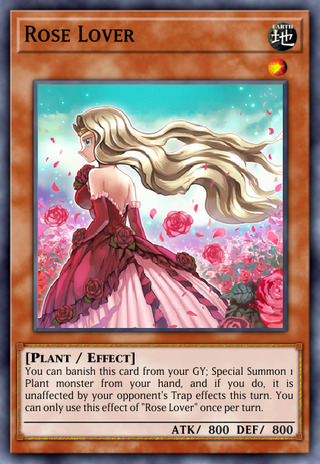 Rose Lover
EARTH
地
[Plant / Effect]
You can banish this card from your GY; Special Summon 1
Plant monster from your hand, and if you do, it is
unaffected by your opponent's Trap effects this turn. You
can only use this effect of "Rose Lover" once per turn.
ATK/ 800 DEF/ 800